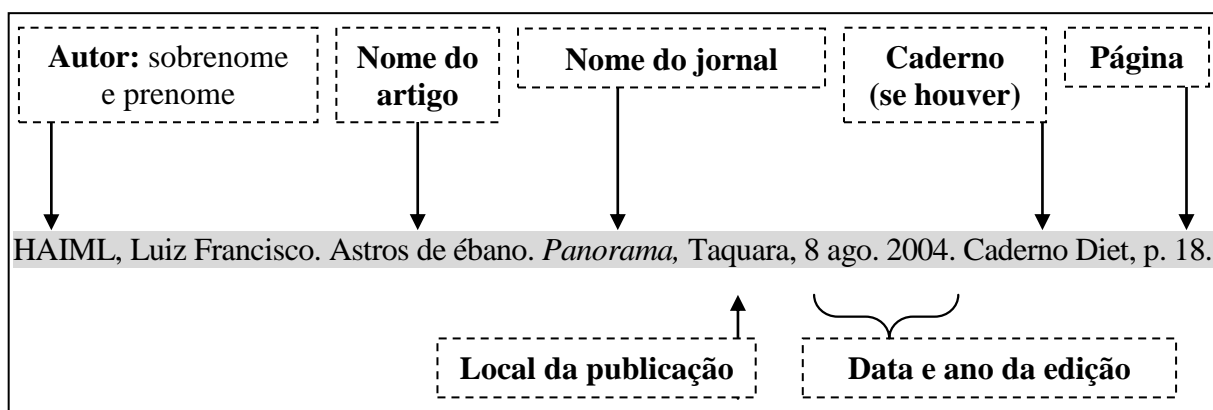 Autor: sobrenome
e prenome
Nome do
artigo
Nome do jornal
Caderno
(se houver)
Página
HAIML, Luiz Francisco. Astros de ébano. Panorama, Taquara, 8 ago. 2004. Caderno Diet, p. 18.
Local da publicação
Data e ano da edição